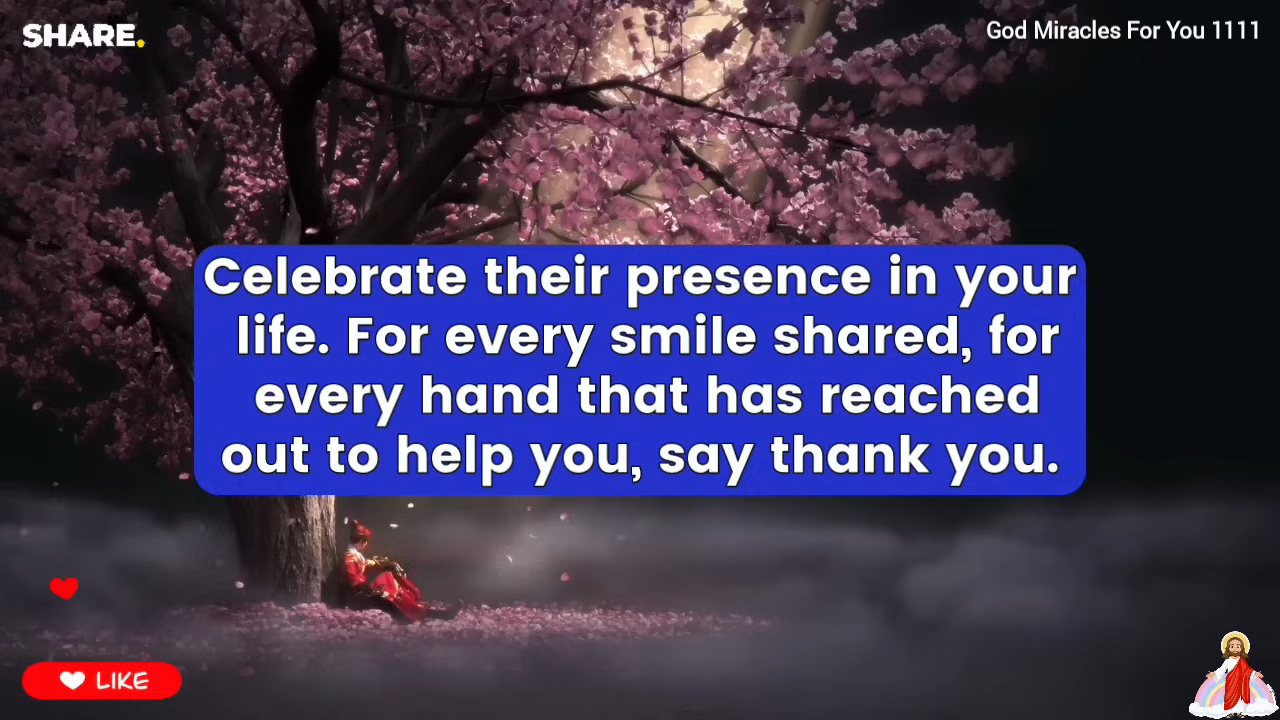 SHARE.
God Miracles For You 1111
Celebrate their presence in your
life. For every smile shared, for
every hand that has reached
out to help you, say thank you.
LIKE